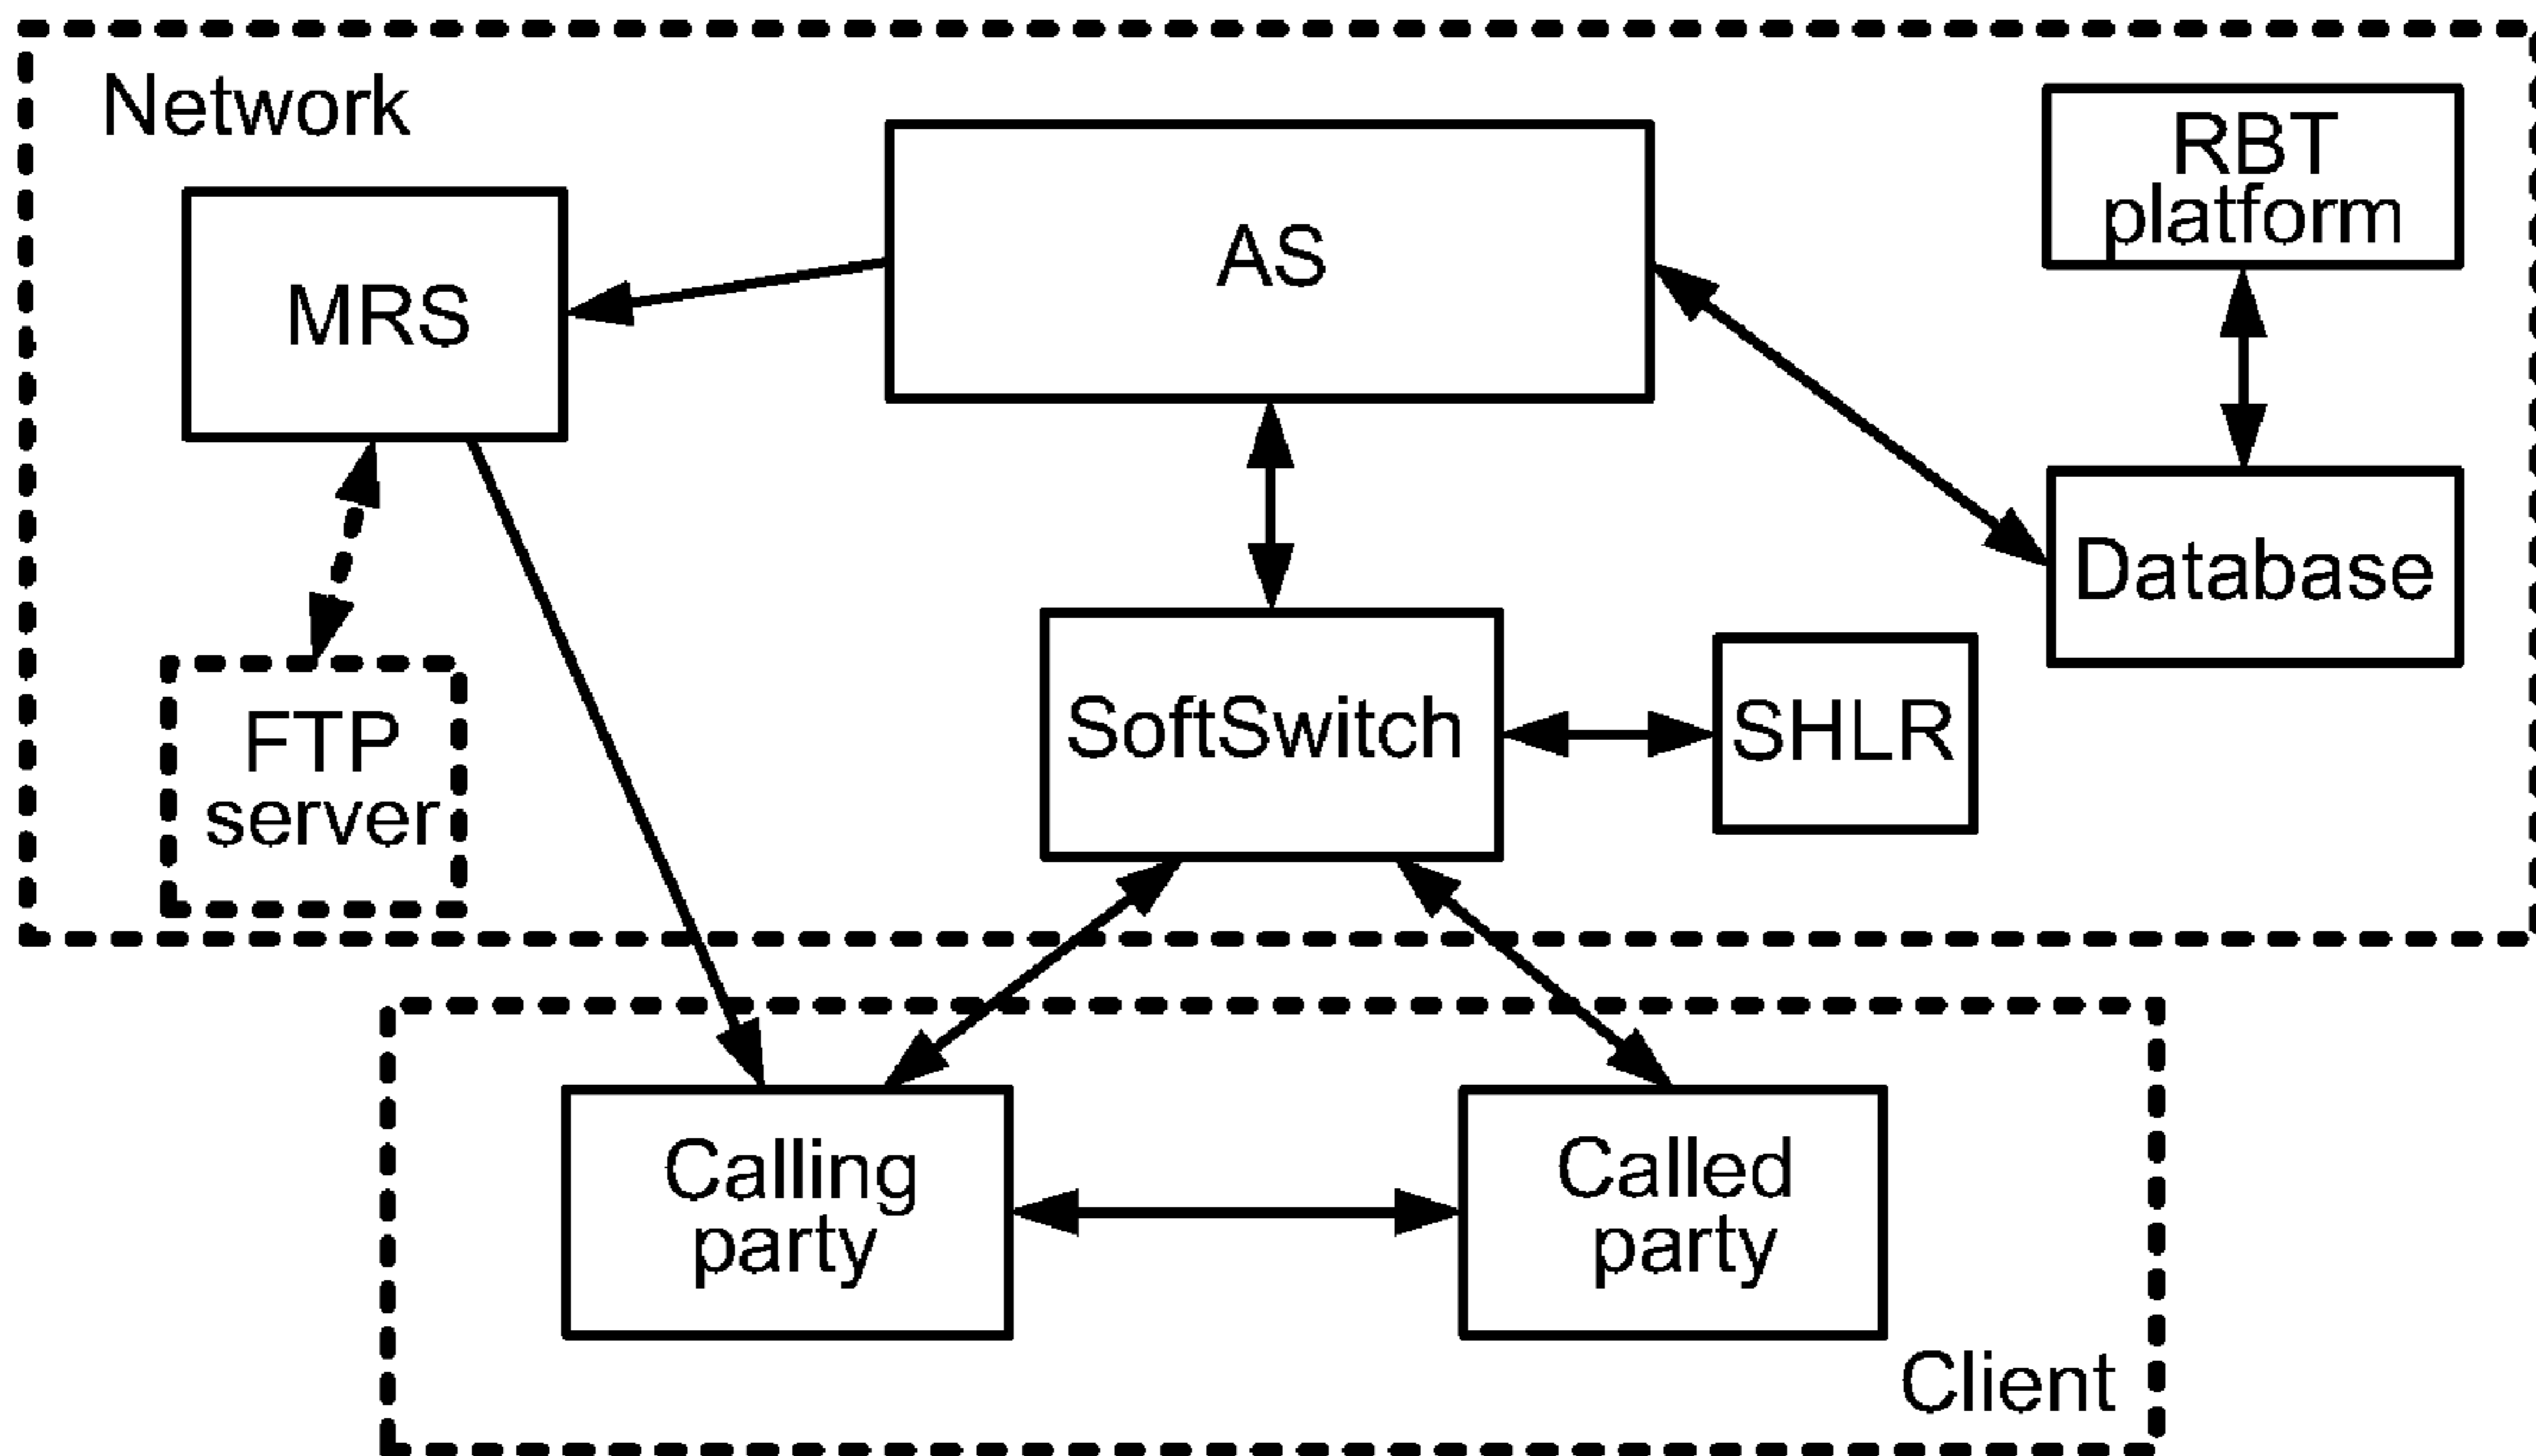 Network
RBT
platform
AS
MRS
Database
SoftSwitch
SHLR
FTP
server
Calling
party
Called
party
Client